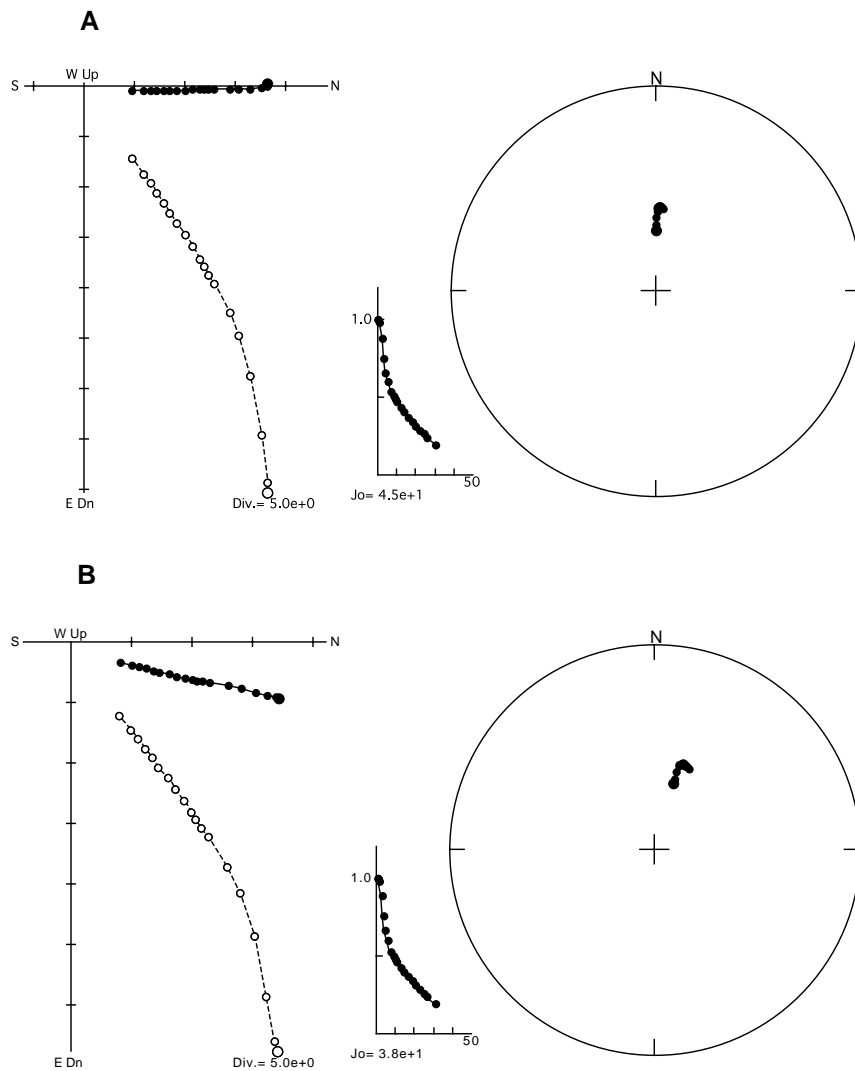 A
W Up
S
N
E Dn
Div.= 5.0e+0
1.0
50
Jo= 4.5e+1
N
B
W Up
S
N
E Dn
Div.= 5.0e+0
1.0
50
Jo= 3.8e+1
N